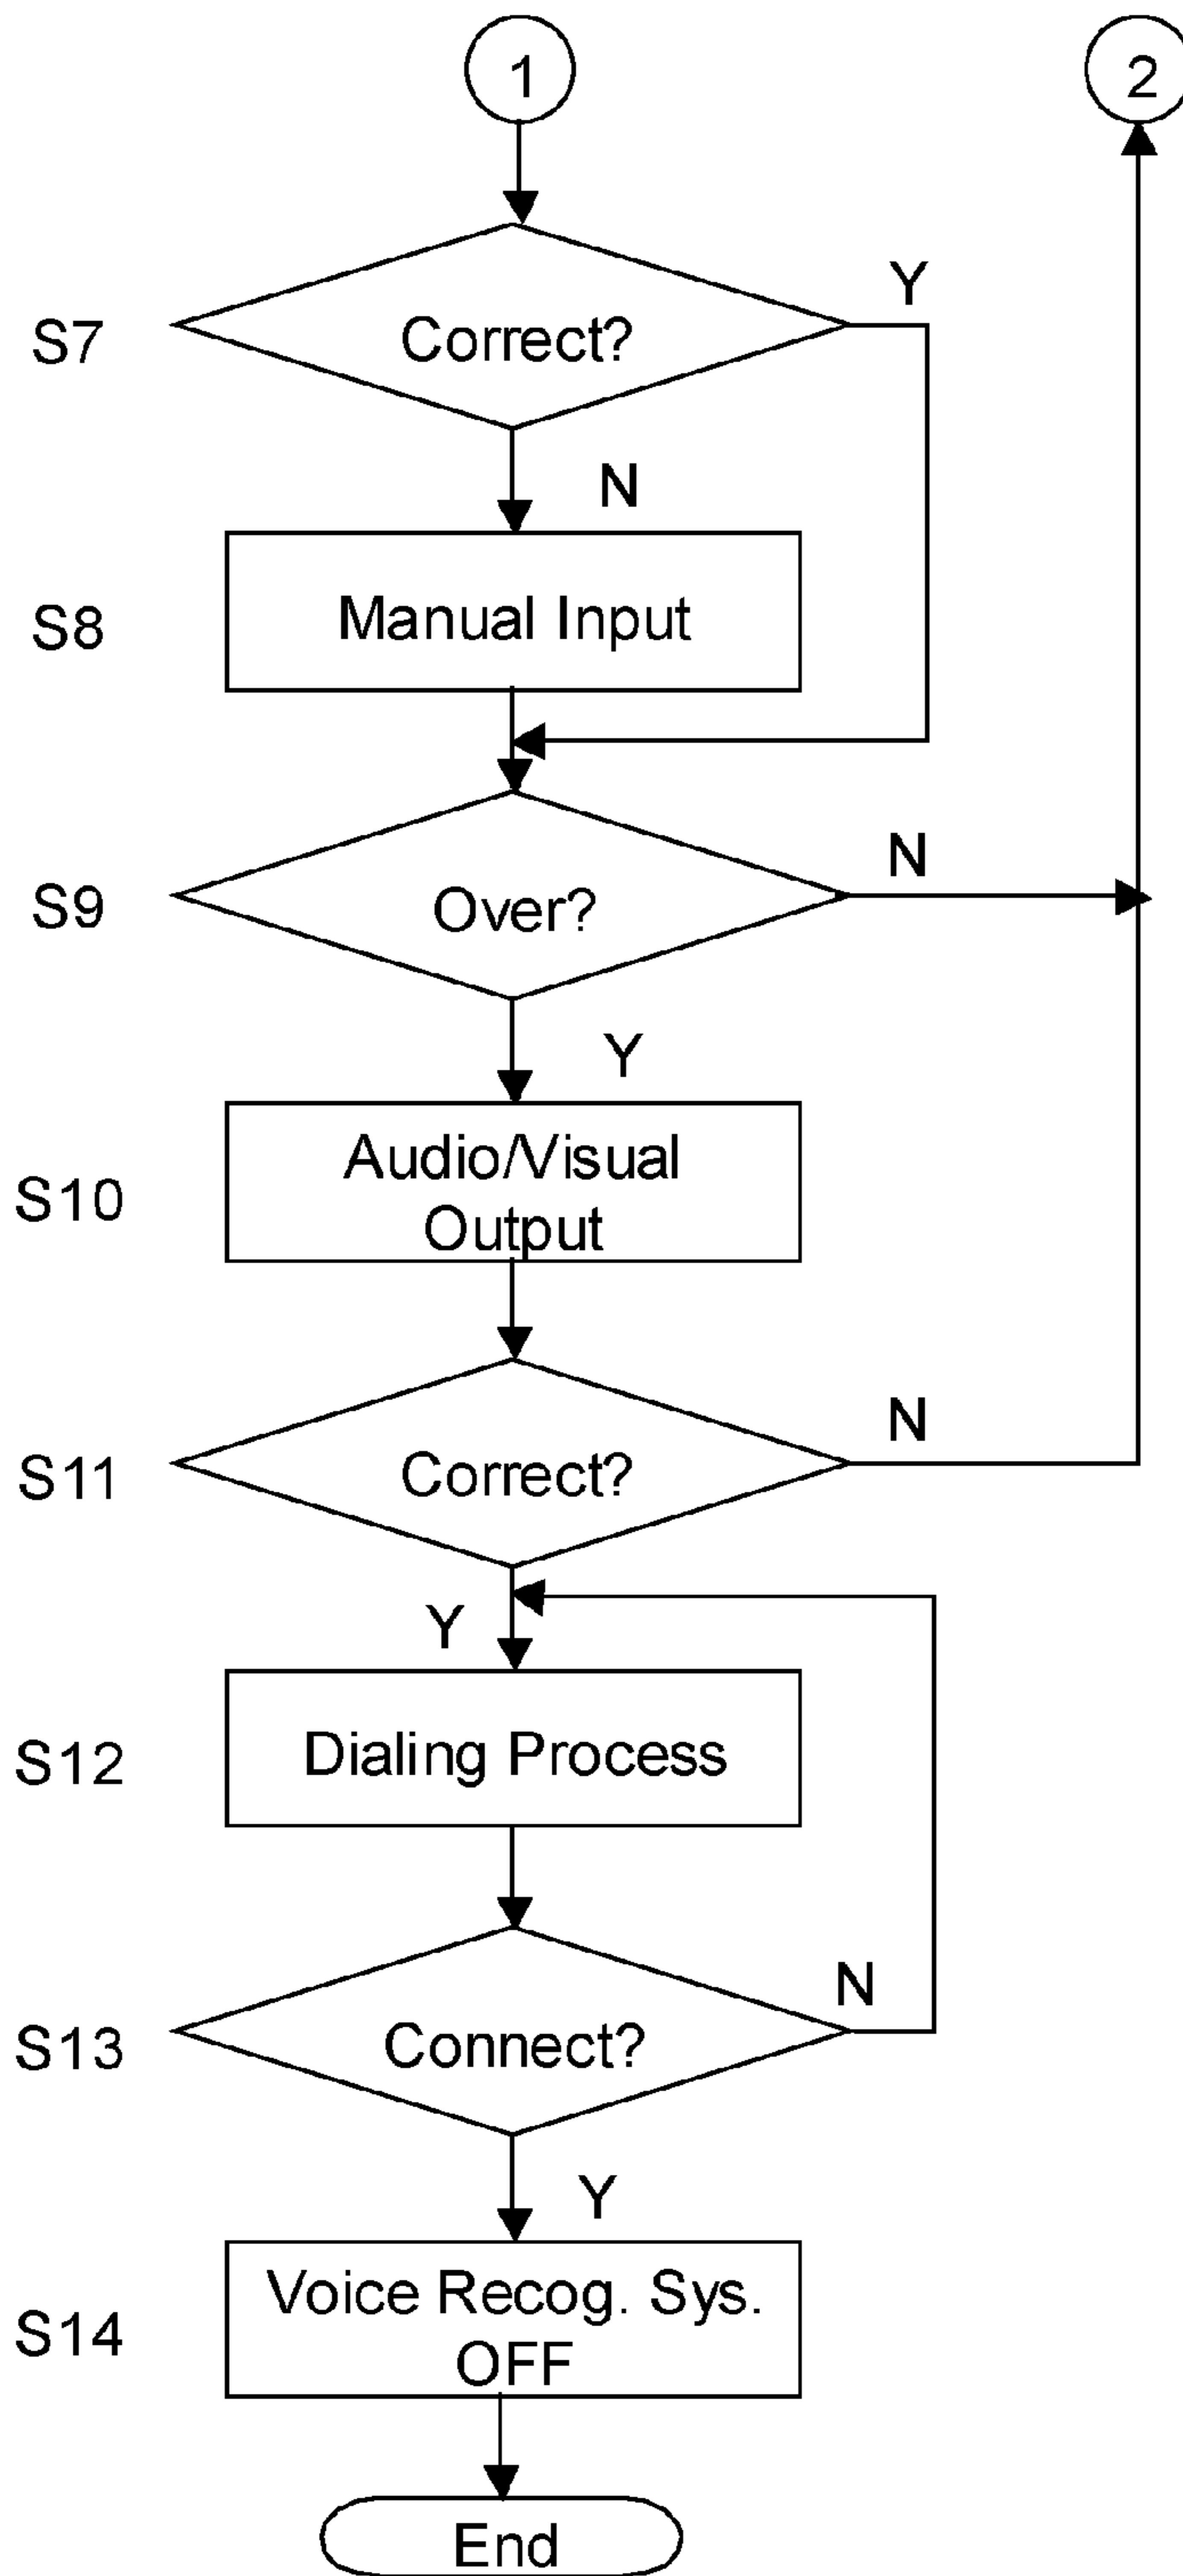 1
2
S7
Correct?
Y
N
S8
Manual Input
S9
Over?
N
Y
S10
Audio/Visual
Output
S11
Correct?
N
Y
S12
Dialing Process
S13
Connect?
N
Y
S14
Voice Recog. Sys.
OFF
End